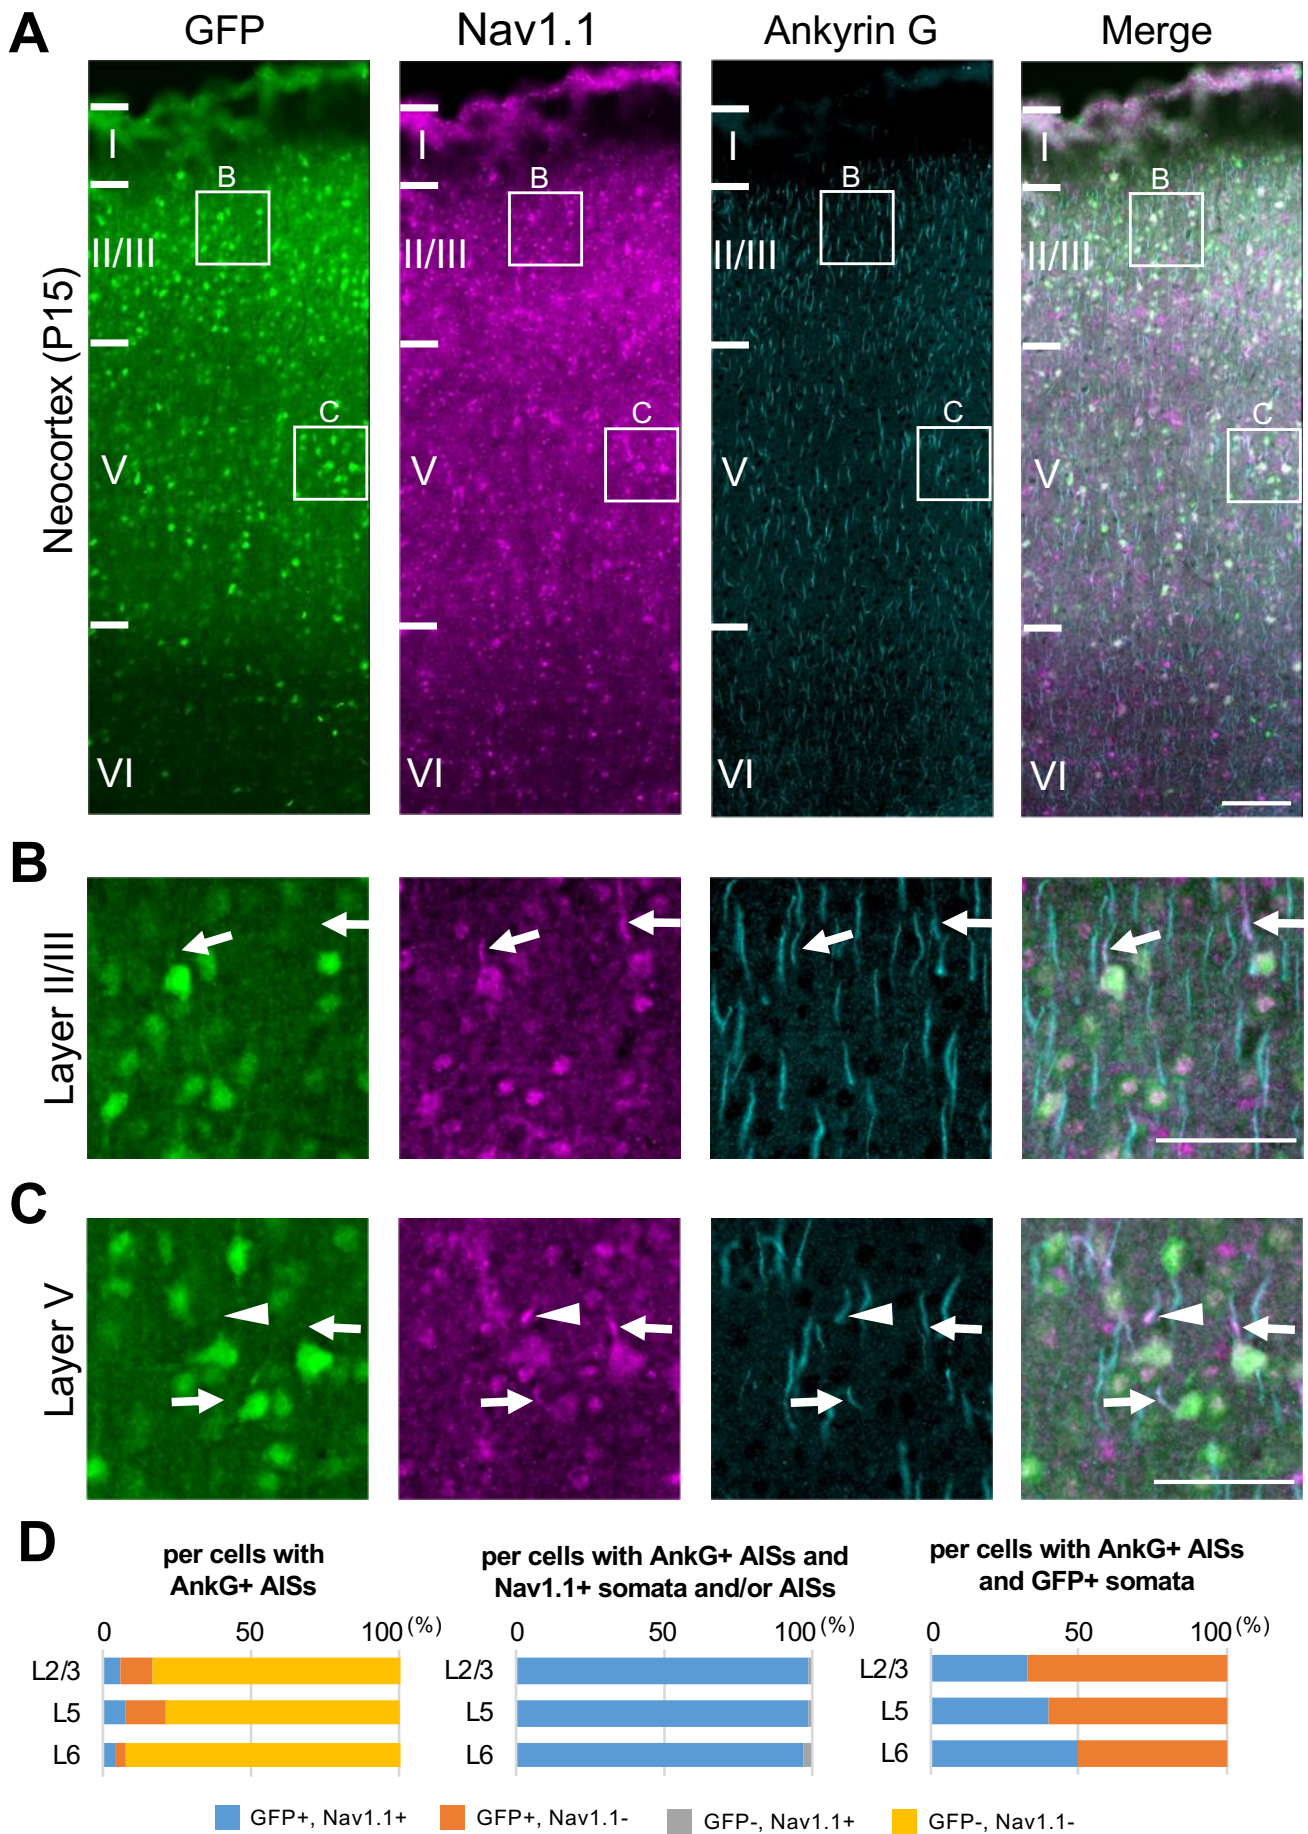 A
GFP
Nav1.1
Ankyrin G
Merge
Neocortex (P15)
I
I
I
I
B
B
B
B
II/III
II/III
II/III
II/III
C
C
C
C
V
V
V
V
VI
VI
VI
VI
B
Layer II/III
C
Layer V
D
per cells with
AnkG+ AISs
0 50 100 (%)
L2/3
L5
L6
per cells with AnkG+ AISs and
Nav1.1+ somata and/or AISs
0 50 100 (%)
L2/3
L5
L6
per cells with AnkG+ AISs
and GFP+ somata
0 50 100 (%)
L2/3
L5
L6
GFP+, Nav1.1+
GFP+, Nav1.1-
GFP-, Nav1.1+
GFP-, Nav1.1-